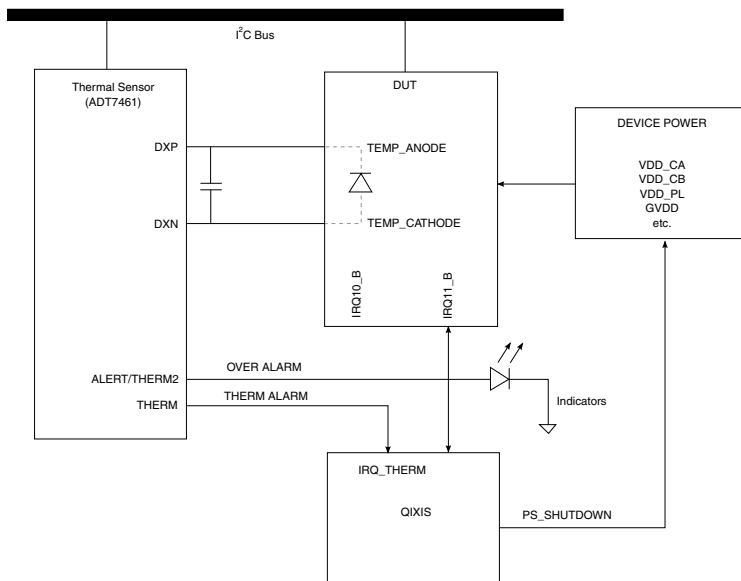 I²C Bus
Thermal Sensor
(ADT7461)
DXP
DXN
ALERT/THERM2
THERM
DUT
TEMP_ANODE
TEMP_CATHODE
IRQ10_B
IRQ11_B
DEVICE POWER
VDD_CA
VDD_CB
VDD_PL
GVDD
etc.
OVER ALARM
THERM ALARM
Indicators
IRQ_THERM
QIXIS
PS_SHUTDOWN